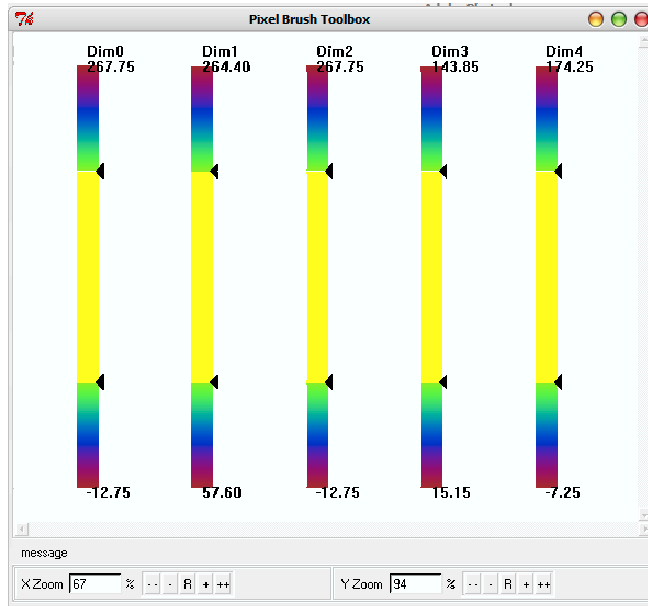 Pixel Brush Toolbox
Dim0 Dim1 Dim2 Dim3 Dim4
267.75 264.40 267.75 143.85 174.25
-12.75 57.60 -12.75 15.15 -7.25
message
X Zoom 67 % -- - R + ++ Y Zoom 94 % -- - R + ++